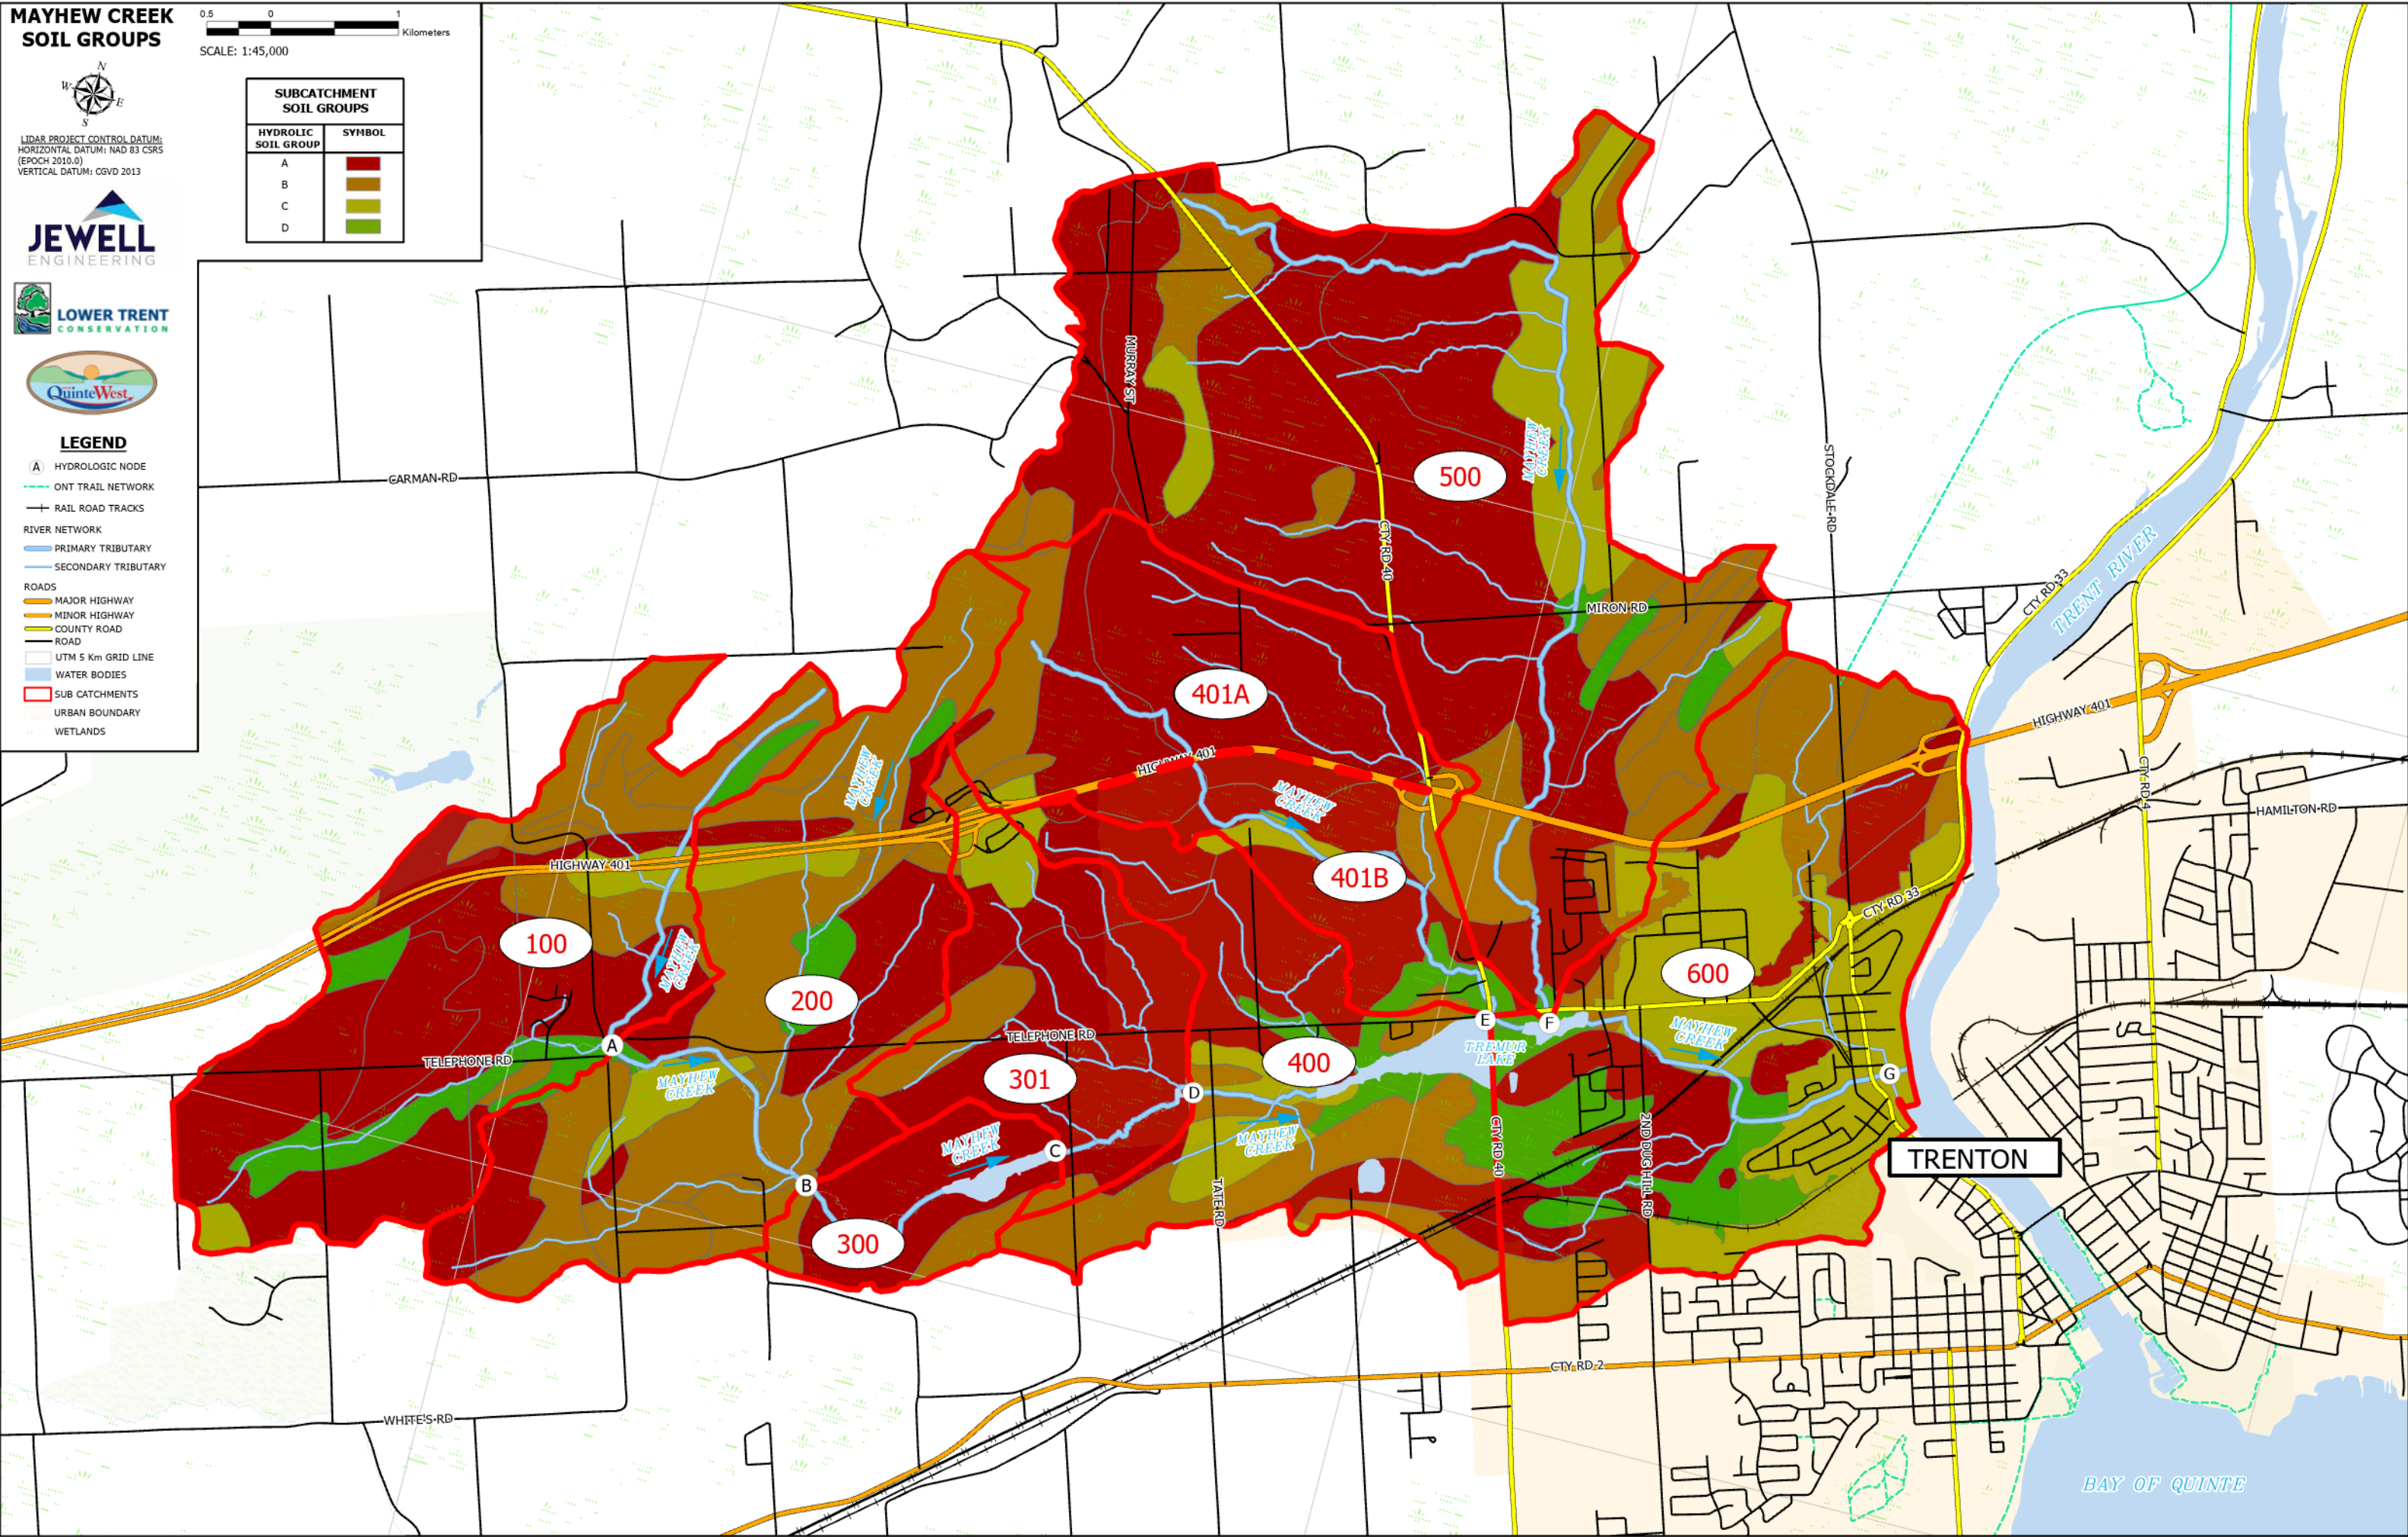 MAYHEW CREEK
SOIL GROUPS
0.5 0 1
Kilometers
SCALE: 1:45,000
N
W
E
S
LIDAR PROJECT CONTROL DATUM:
HORIZONTAL DATUM: NAD 83 CSRS
(EPOCH 2010.0)
VERTICAL DATUM: CGVD 2013
SUBCATCHMENT
SOIL GROUPS
HYDROLIC
SOIL GROUP
SYMBOL
A
B
C
D
JEWELL
ENGINEERING
LOWER TRENT
CONSERVATION
QuinteWest
LEGEND
A HYDROLOGIC NODE
ONT TRAIL NETWORK
RAIL ROAD TRACKS
RIVER NETWORK
PRIMARY TRIBUTARY
SECONDARY TRIBUTARY
ROADS
MAJOR HIGHWAY
MINOR HIGHWAY
COUNTY ROAD
ROAD
UTM 5 Km GRID LINE
WATER BODIES
SUB CATCHMENTS
URBAN BOUNDARY
WETLANDS
MURRAY ST
CARMAN RD
500
MAYHEW
CREEK
STOCKDALE RD
CTY RD 40
MIRON RD
CTY RD 33
TRENT RIVER
401A
HIGHWAY 401
HIGHWAY 401
CTY RD 4
HAMILTON RD
MAYHEW
CREEK
MAYHEW
CREEK
HIGHWAY 401
401B
CTY RD 33
100
MAYHEW
CREEK
200
600
TELEPHONE RD
E
F
MAYHEW
CREEK
A
TELEPHONE RD
TREMUR
LAKE
400
301
MAYHEW
CREEK
D
G
MAYHEW
CREEK
CTY RD 40
2ND DUG HILL RD
MAYHEW
CREEK
C
TRENTON
B
TATE RD
300
CTY RD 2
WHITE'S RD
BAY OF QUINTE